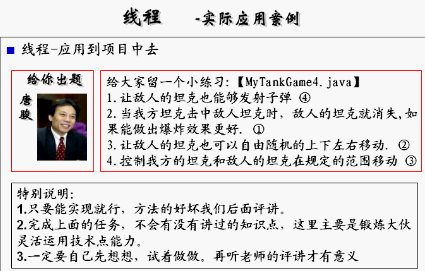 线程 -实际应用案例
线程-应用到项目中去
给你出题
唐骏
给大家留一个小练习:【MyTankGame4.java】
1.让敌人的坦克也能够发射子弹 ④
2.当我方坦克击中敌人坦克时，敌人的坦克就消失,如
果能做出爆炸效果更好. ①
3.让敌人的坦克也可以自由随机的上下左右移动. ②
4.控制我方的坦克和敌人的坦克在规定的范围移动 ③
特别说明:
1.只要能实现就行，方法的好坏我们后面评讲。
2.完成上面的任务，不会有没有讲过的知识点，这里主要是锻炼大伙
灵活运用技术点能力。
3.一定要自己先想想，试着做做。再听老师的评讲才有意义